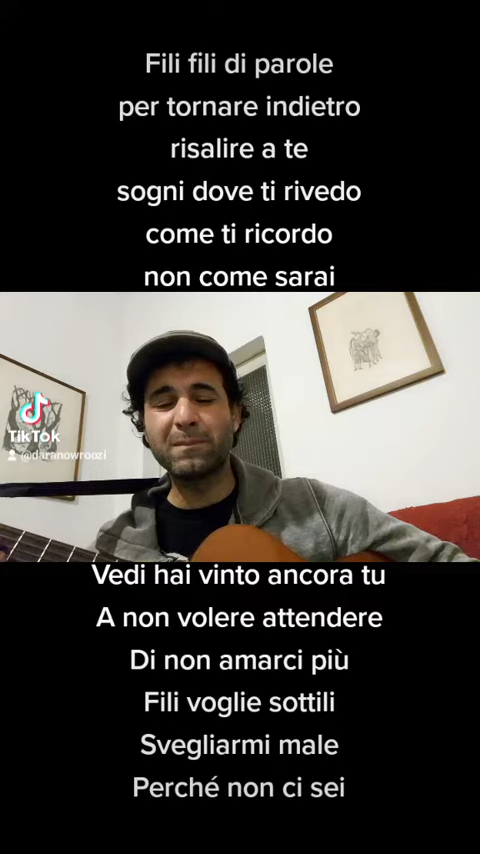 Fili fili di parole
per tornare indietro
risalire a te
sogni dove ti rivedo
come ti ricordo
non come sarai
TikTok
@daranowroozi
Vedi hai vinto ancora tu
A non volere attendere
Di non amarci più
Fili voglie sottili
Svegliarmi male
Perché non ci sei